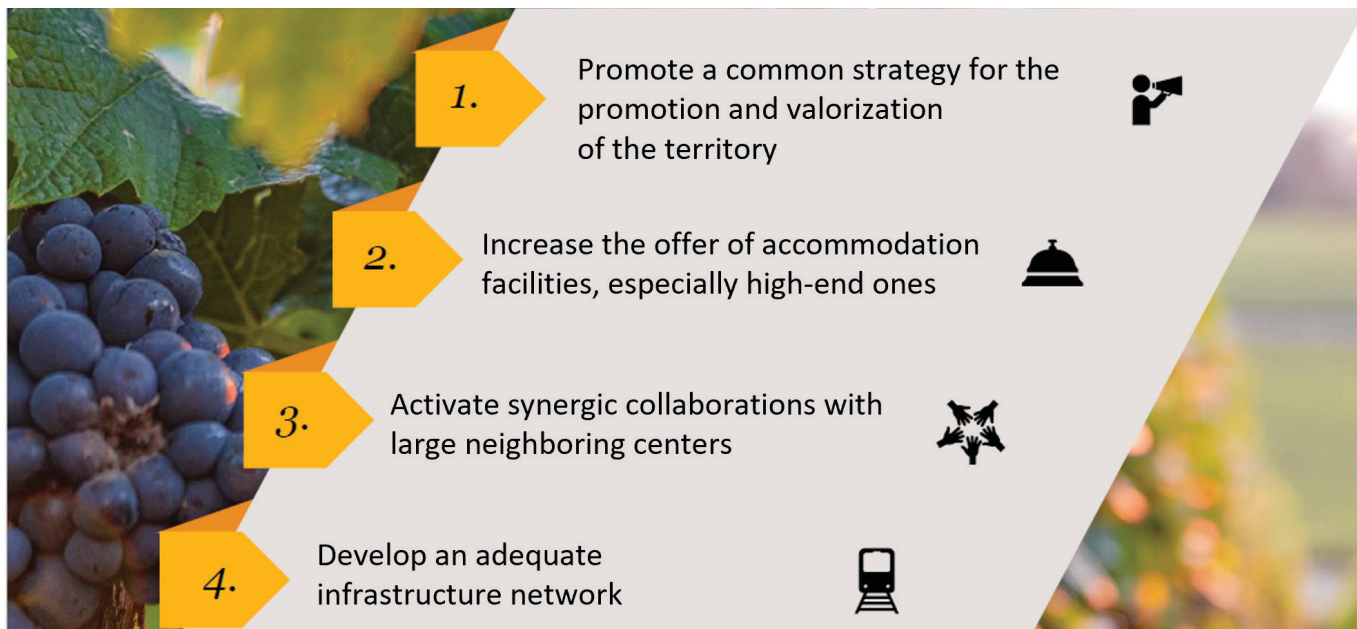 1.
Promote a common strategy for the
promotion and valorization
of the territory
2.
Increase the offer of accommodation
facilities, especially high-end ones
3.
Activate synergic collaborations with
large neighboring centers
4.
Develop an adequate
infrastructure network